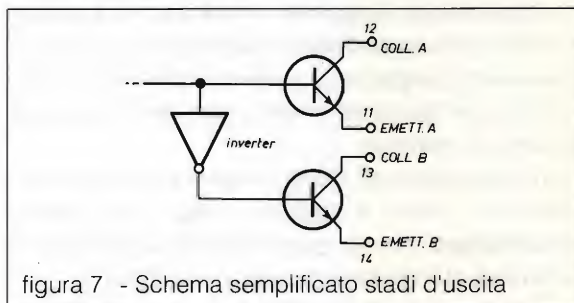 12
COLL. A
11
EMETT. A
inverter
COLL B
13
EMETT. B
14
figura 7 - Schema semplificato stadi d'uscita